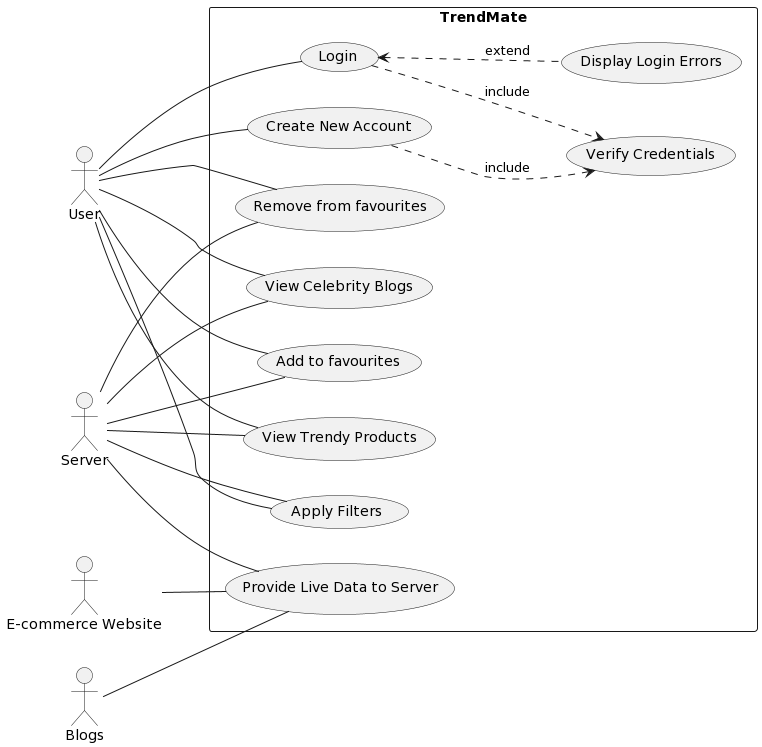 TrendMate
Login
extend
Display Login Errors
include
Create New Account
Verify Credentials
include
User
Remove from favourites
View Celebrity Blogs
Add to favourites
View Trendy Products
Server
Apply Filters
Provide Live Data to Server
E-commerce Website
Blogs